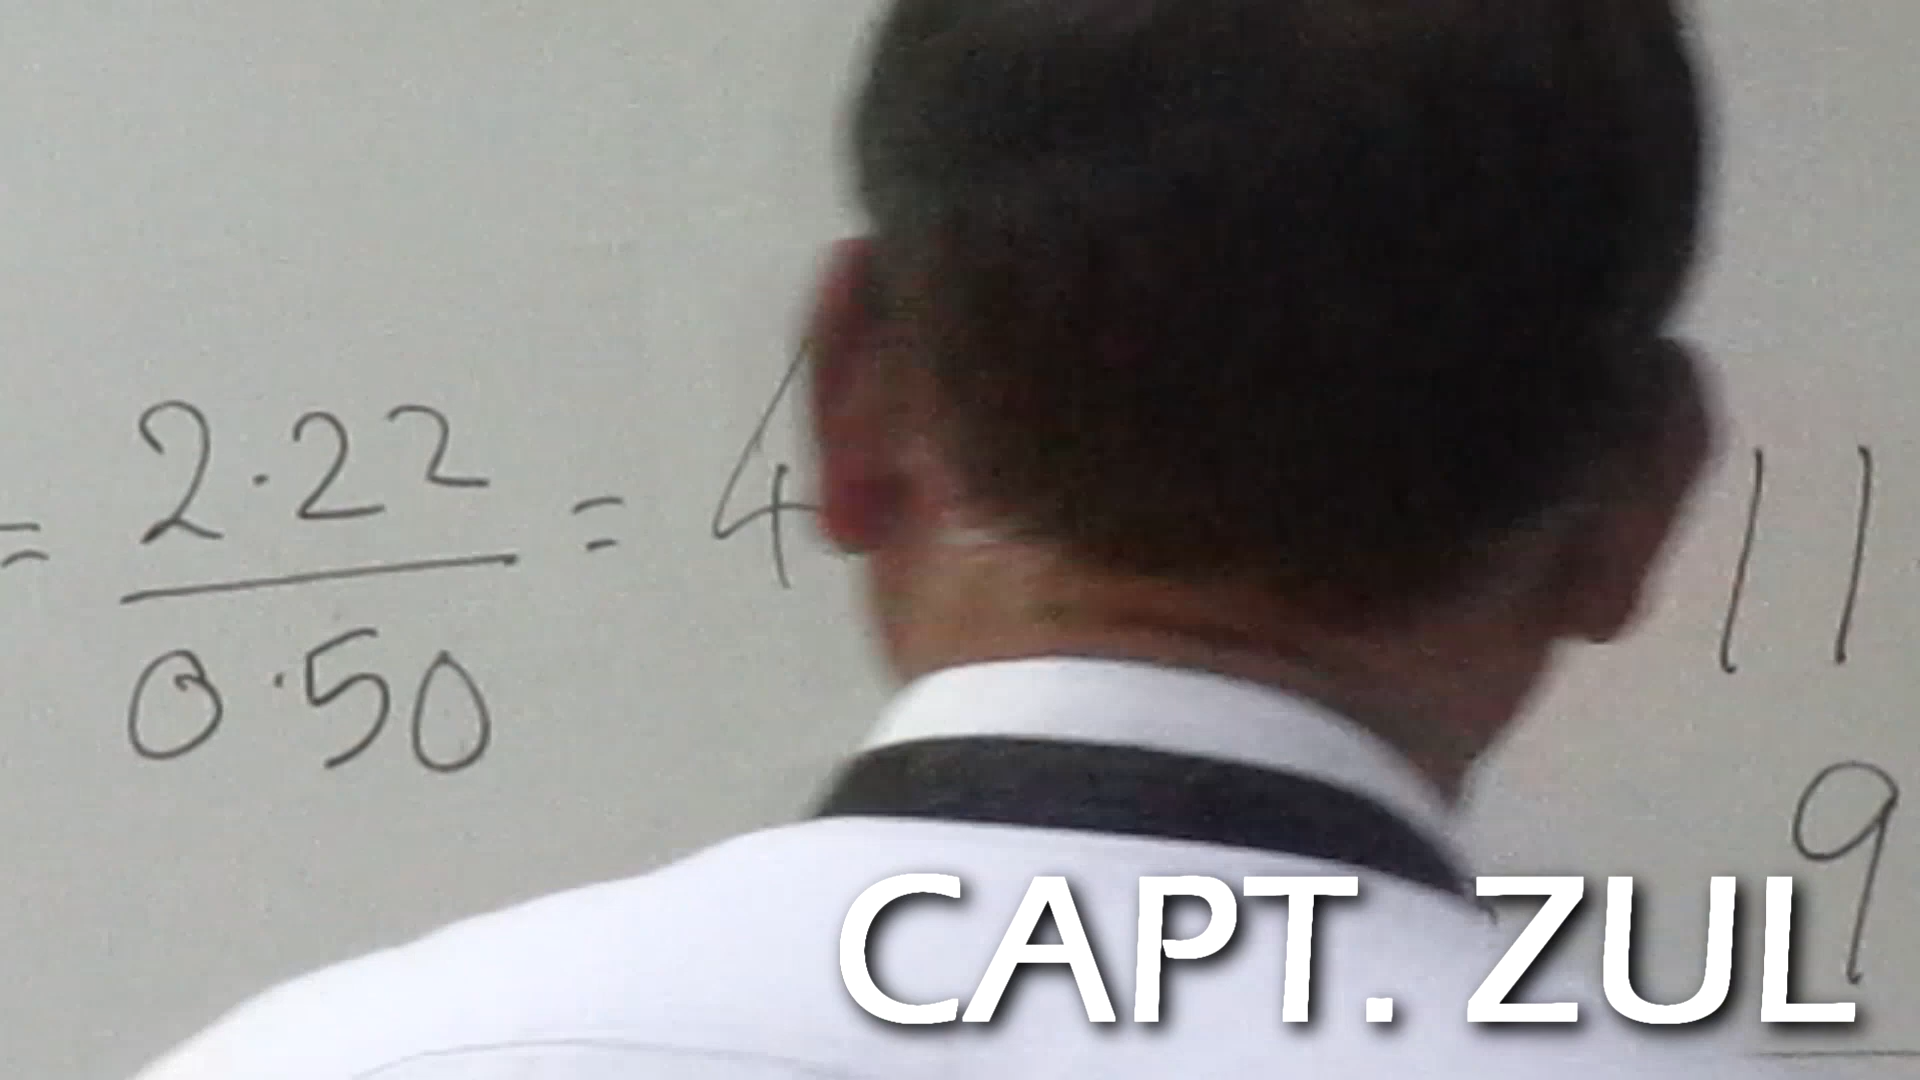 = 2.22 = 4
0.50
11
9
CAPT. ZUL